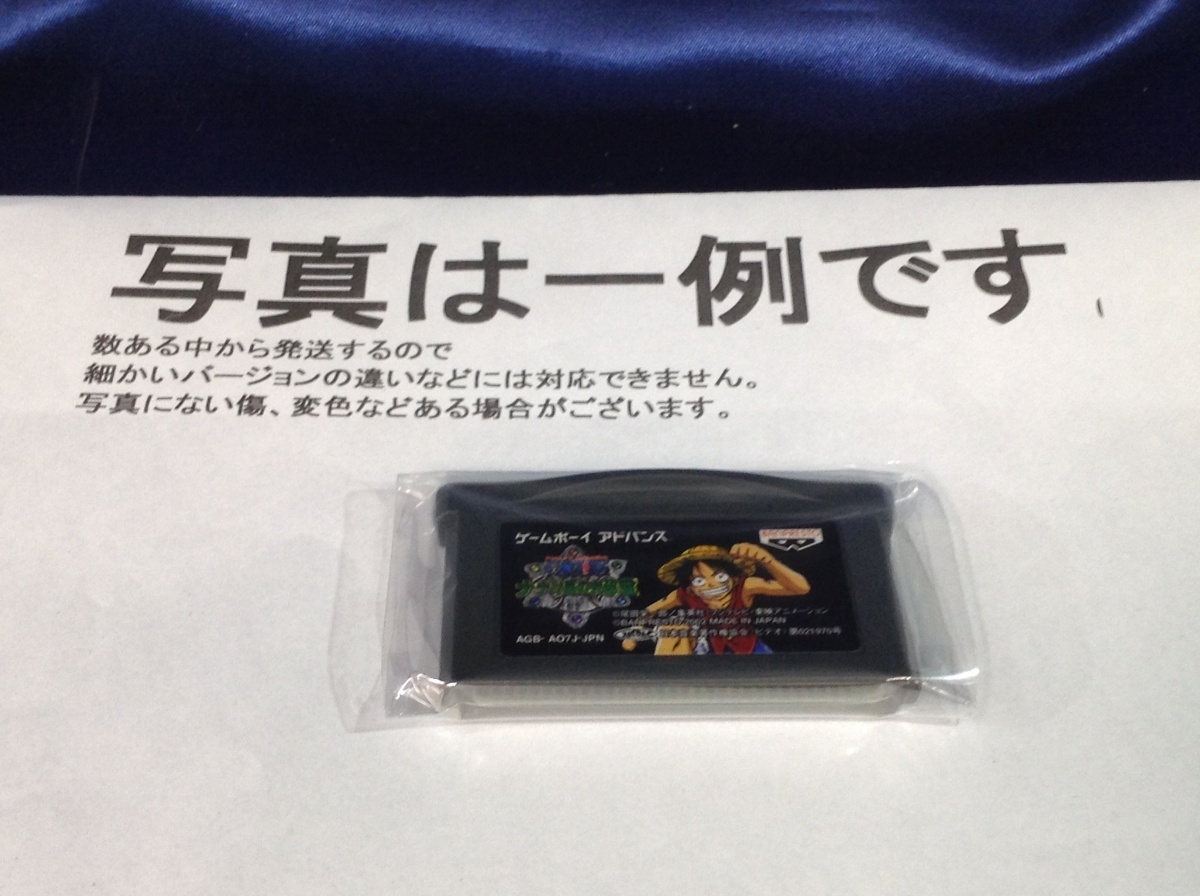 写真は一例です
数ある中から発送するので
細かいバージョンの違いなどには対応できません。
写真にない傷、変色などある場合がございます。
ゲームボーイ アドバンス
BANPRESTO
©BANPRESTO 2002 MADE IN JAPAN
AGB-AO7J-JPN